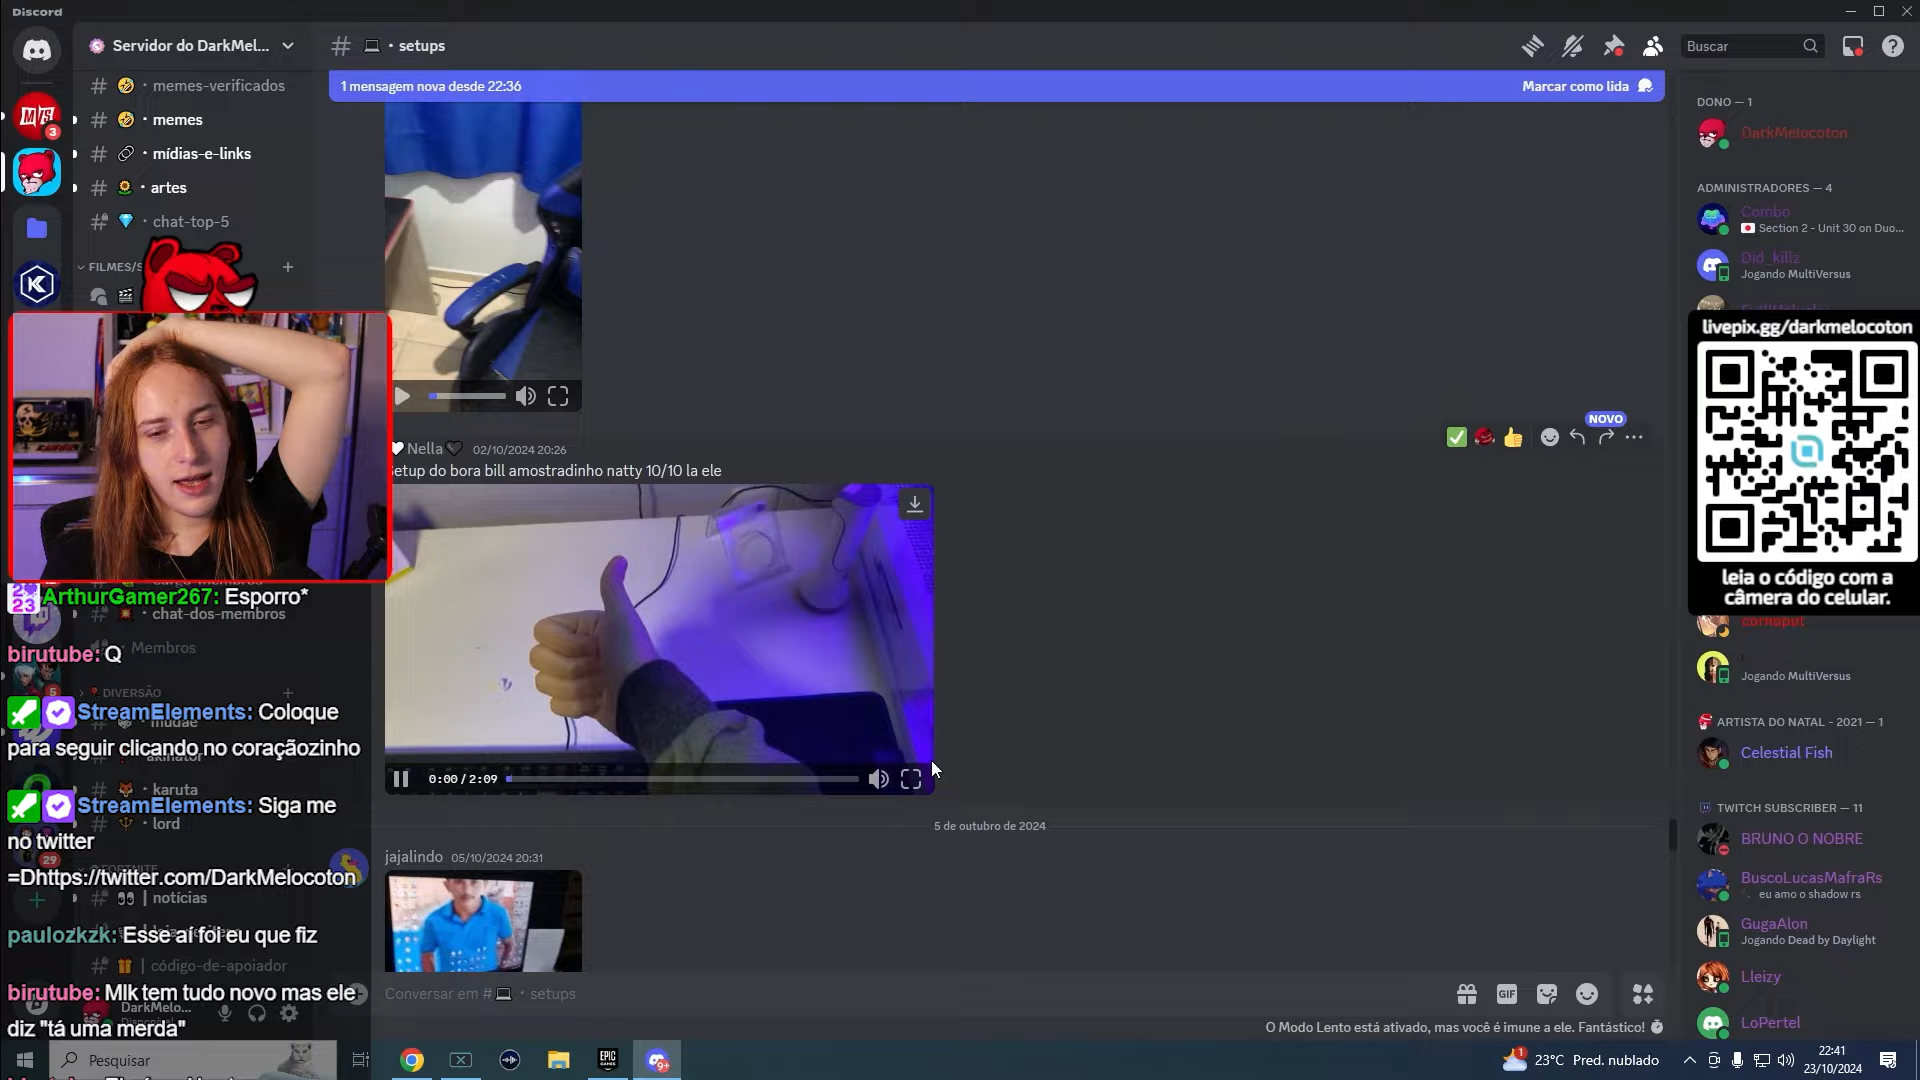 Discord
Servidor do DarkMel...
• setups
Buscar
1 mensagem nova desde 22:36
Marcar como lida
memes-verificados
memes
mídias-e-links
artes
chat-top-5
FILMES/S
DONO — 1
DarkMelocoton
ADMINISTRADORES — 4
Combo
Section 2 - Unit 30 on Duo...
Did_killz
Jogando MultiVersus
livepix.gg/darkmelocoton
leia o código com a
câmera do celular.
NOVO
Nella 02/10/2024 20:26
etup do bora bill amostradinho natty 10/10 la ele
0:00 / 2:09
5 de outubro de 2024
jajalindo 05/10/2024 20:31
Conversar em # • setups
GIF
O Modo Lento está ativado, mas você é imune a ele. Fantástico!
ArthurGamer267: Esporro*
chat-dos-membros
birutube: Q
Membros
DIVERSÃO
StreamElements: Coloque
mudae
para seguir clicando no coraçãozinho
akinator
karuta
StreamElements: Siga me
lord
no twitter
FORTNITE
=Dhttps://twitter.com/DarkMelocoton
| notícias
paulozkzk: Esse aí foi eu que fiz
| código-de-apoiador
birutube: Mlk tem tudo novo mas ele
DarkMelo...
diz "tá uma merda"
cornoput
Jogando MultiVersus
ARTISTA DO NATAL - 2021 — 1
Celestial Fish
TWITCH SUBSCRIBER — 11
BRUNO O NOBRE
BuscoLucasMafraRs
eu amo o shadow rs
GugaAlon
Jogando Dead by Daylight
Lleizy
LoPertel
Pesquisar
EPIC GAMES
23°C Pred. nublado
22:41
23/10/2024